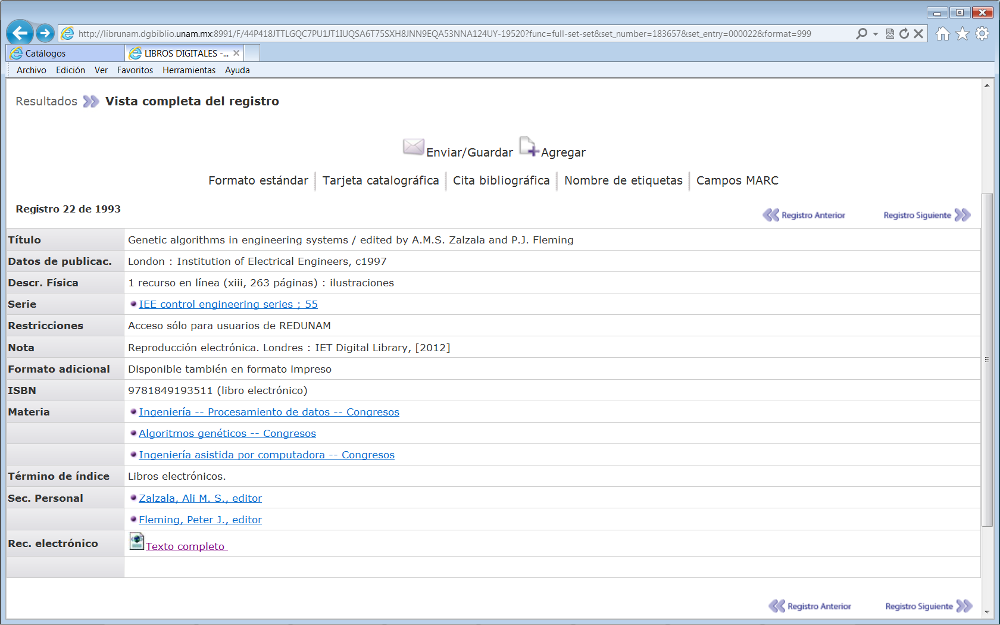 http://librunam.dgbiblio.unam.mx:8991/F/44P418JTTLGQC7PU1JT1IUQSA6T75SXH8JNN9EQA53NNA124UY-19520?func=full-set-set&set_number=183657&set_entry=000022&format=999
Catálogos
LIBROS DIGITALES -...
Archivo Edición Ver Favoritos Herramientas Ayuda
Resultados Vista completa del registro
Enviar/Guardar Agregar
Formato estándar Tarjeta catalográfica Cita bibliográfica Nombre de etiquetas Campos MARC
Registro 22 de 1993
Registro Anterior Registro Siguiente
Título Genetic algorithms in engineering systems / edited by A.M.S. Zalzala and P.J. Fleming
Datos de publicac. London : Institution of Electrical Engineers, c1997
Descr. Física 1 recurso en línea (xiii, 263 páginas) : ilustraciones
Serie IEE control engineering series ; 55
Restricciones Acceso sólo para usuarios de REDUNAM
Nota Reproducción electrónica. Londres : IET Digital Library, [2012]
Formato adicional Disponible también en formato impreso
ISBN 9781849193511 (libro electrónico)
Materia Ingeniería -- Procesamiento de datos -- Congresos
Algoritmos genéticos -- Congresos
Ingeniería asistida por computadora -- Congresos
Término de índice Libros electrónicos.
Sec. Personal Zalzala, Ali M. S., editor
Fleming, Peter J., editor
Rec. electrónico Texto completo
Registro Anterior Registro Siguiente